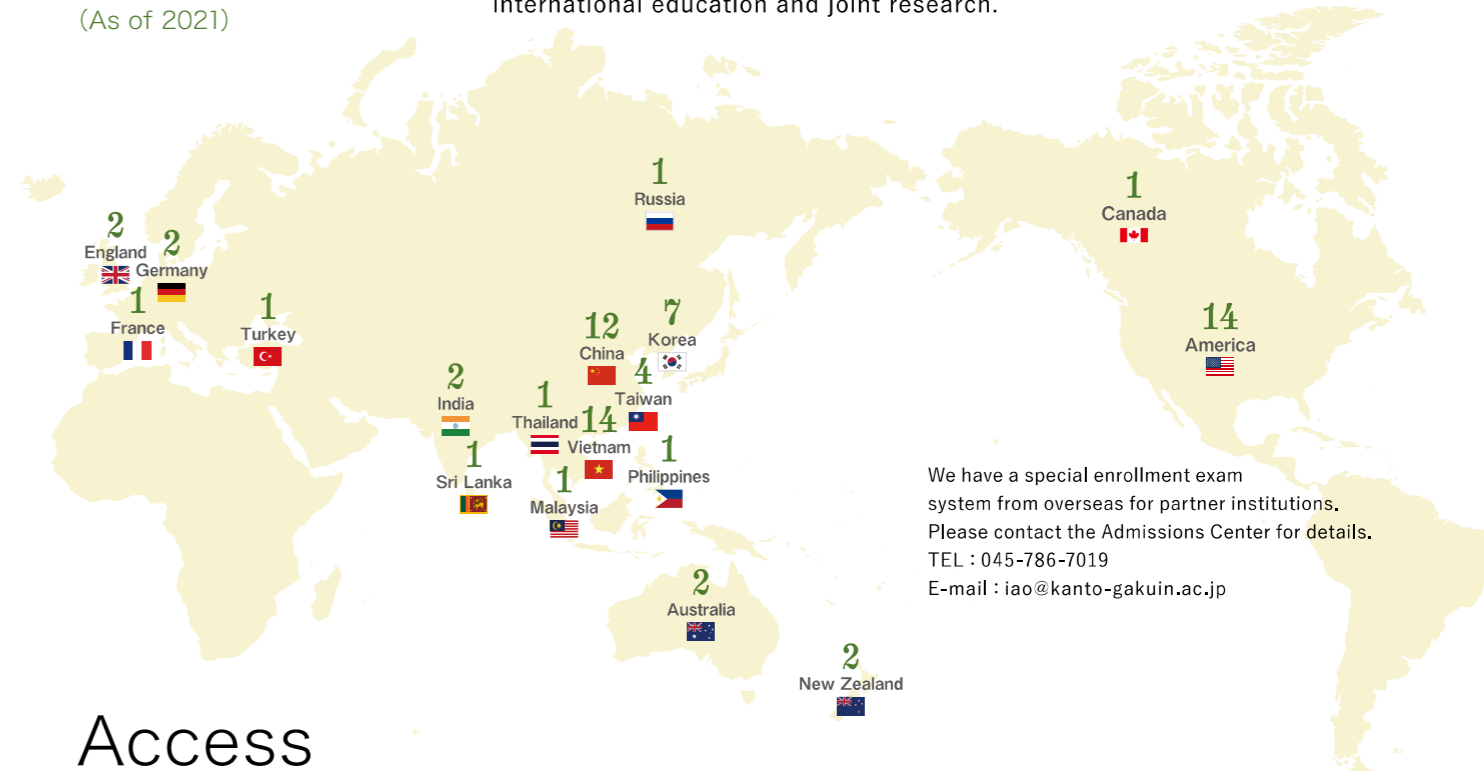 (As of 2021)
international education and joint research.
1
Russia
1
Canada
2
England
2
Germany
1
France
1
Turkey
12
China
7
Korea
14
America
4
Taiwan
2
India
1
Thailand
14
Vietnam
1
Sri Lanka
1
Malaysia
1
Philippines
We have a special enrollment exam
system from overseas for partner institutions.
Please contact the Admissions Center for details.
TEL : 045-786-7019
E-mail : iao@kanto-gakuin.ac.jp
2
Australia
2
New Zealand
Access